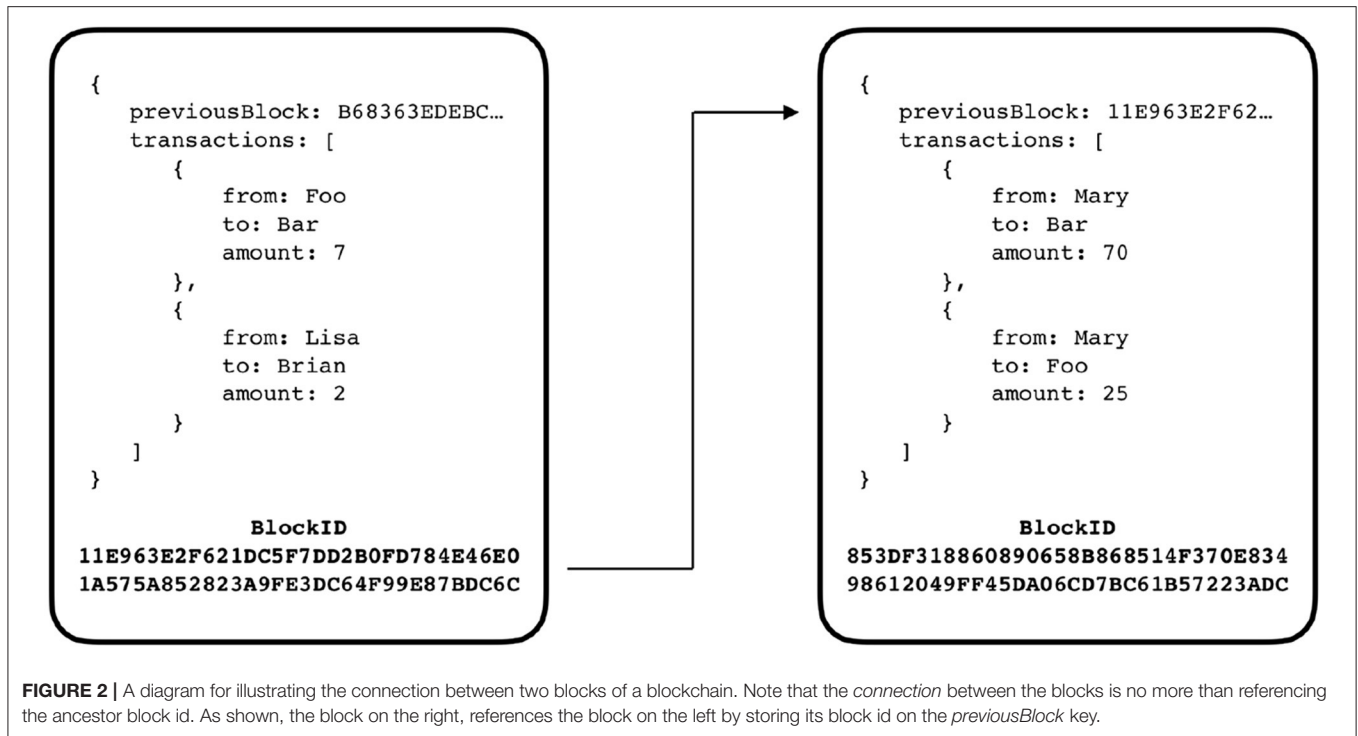 {
previousBlock: B68363EDEBC…
transactions: [
{
from: Foo
to: Bar
amount: 7
},
{
from: Lisa
to: Brian
amount: 2
}
]
}
BlockID
11E963E2F621DC5F7DD2B0FD784E46E0
1A575A852823A9FE3DC64F99E87BDC6C
{
previousBlock: 11E963E2F62…
transactions: [
{
from: Mary
to: Bar
amount: 70
},
{
from: Mary
to: Foo
amount: 25
}
]
}
BlockID
853DF318860890658B868514F370E834
98612049FF45DA06CD7BC61B57223ADC
FIGURE 2 | A diagram for illustrating the connection between two blocks of a blockchain. Note that the connection between the blocks is no more than referencing
the ancestor block id. As shown, the block on the right, references the block on the left by storing its block id on the previousBlock key.